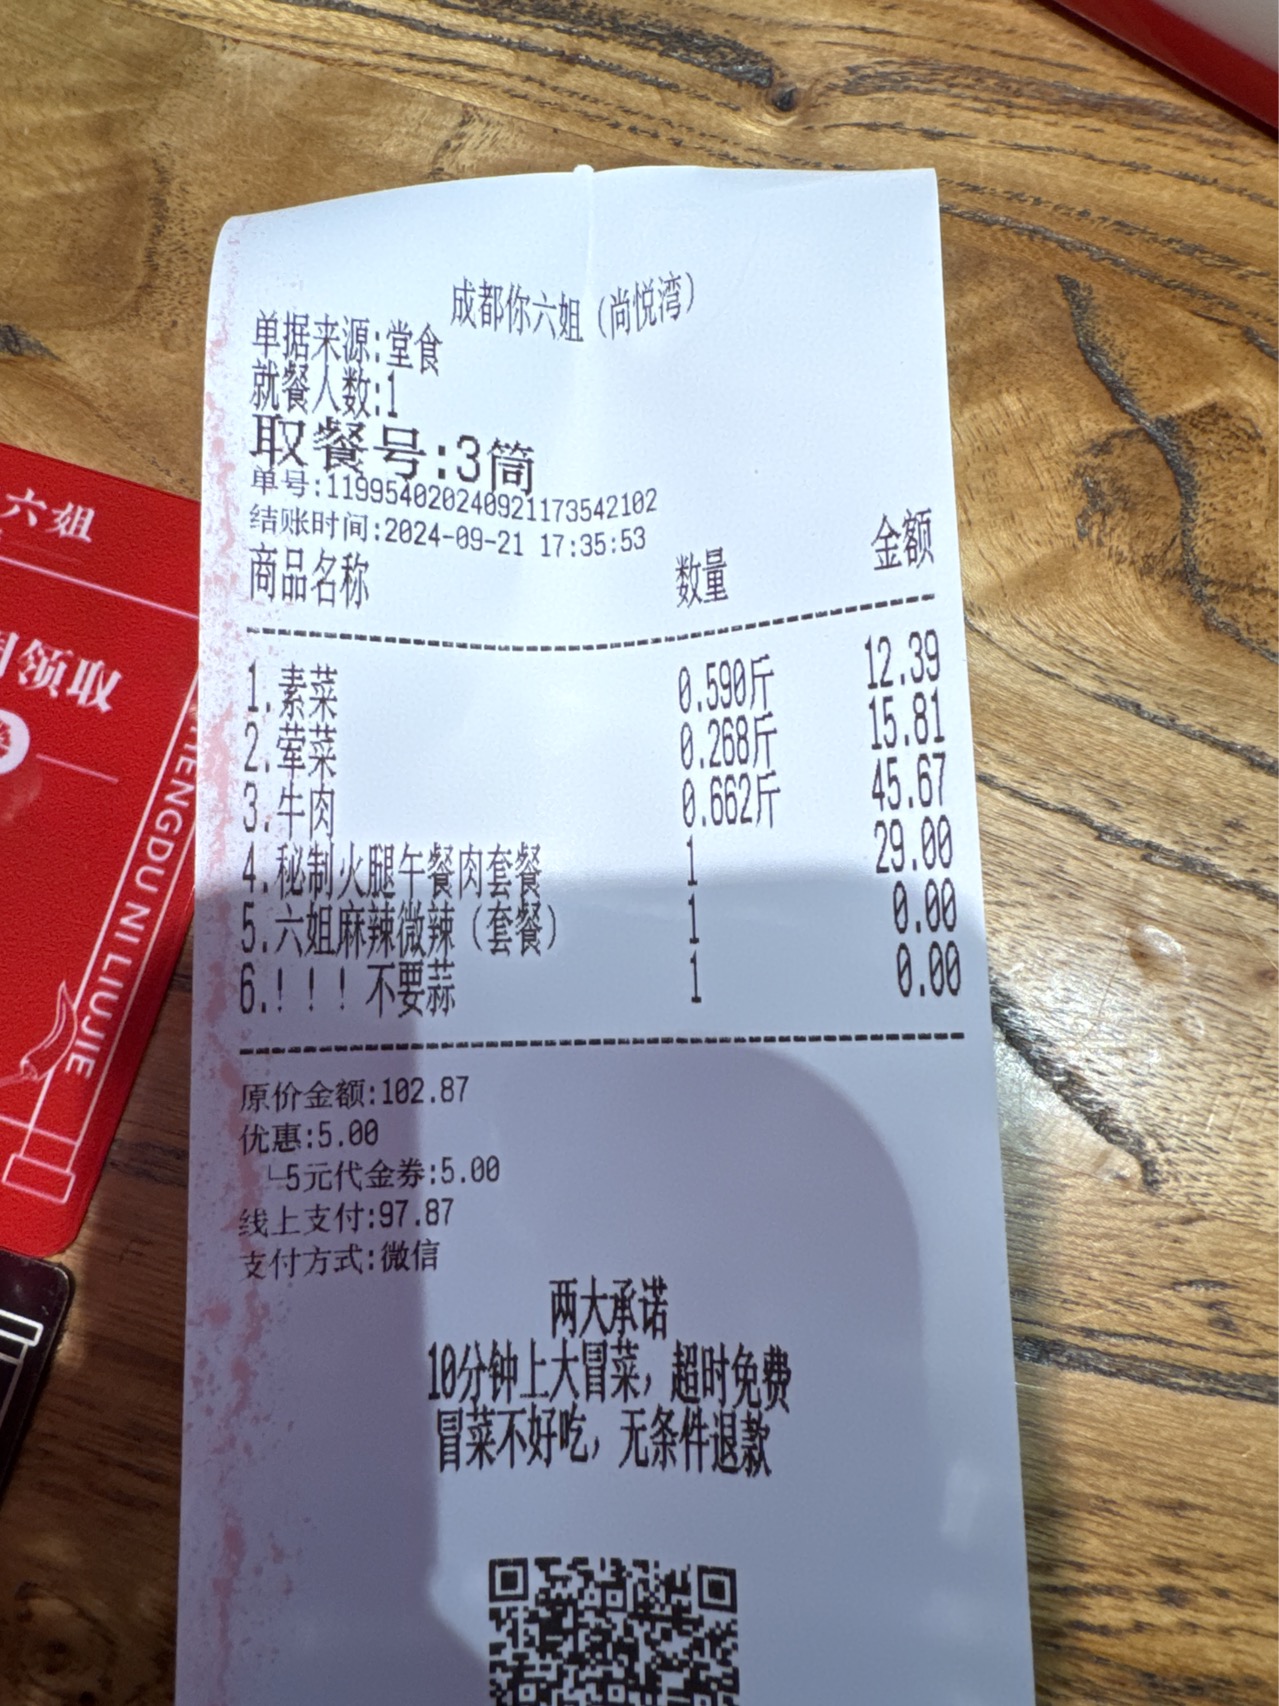 成都你六姐（尚悦湾）
单据来源:堂食
就餐人数:1
取餐号:3筒
单号:119954020240921173542102
结账时间:2024-09-21 17:35:53
商品名称 数量 金额
1.素菜 0.590斤 12.39
2.荤菜 0.268斤 15.81
3.牛肉 0.662斤 45.67
4.秘制火腿午餐肉套餐 1 29.00
5.六姐麻辣微辣（套餐） 1 0.00
6.！！！不要蒜 1 0.00
原价金额:102.87
优惠:5.00
└5元代金券:5.00
线上支付:97.87
支付方式:微信
两大承诺
10分钟上大冒菜，超时免费
冒菜不好吃，无条件退款
六姐
领取
CHENGDU NI LIUJIE